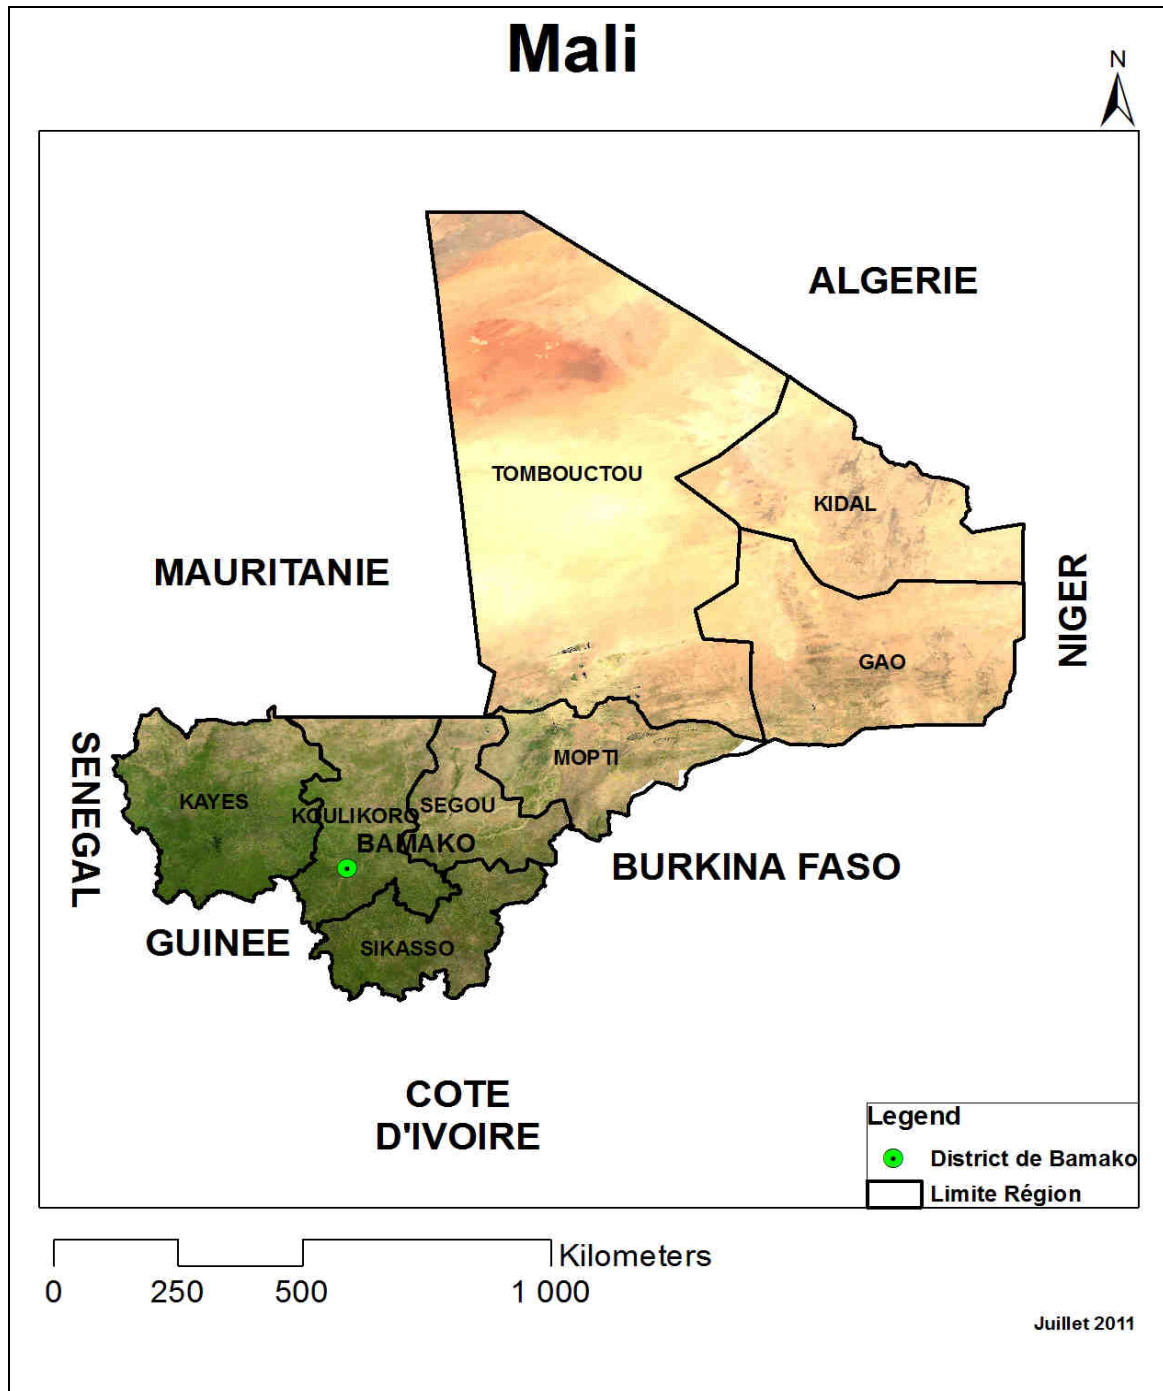 Mali
N
ALGERIE
TOMBOUCTOU
KIDAL
MAURITANIE
NIGER
GAO
SENEGAL
MOPTI
KAYES
SEGOU
KOULIKORO
BAMAKO
BURKINA FASO
GUINEE
SIKASSO
COTE
D'IVOIRE
Legend
District de Bamako
Limite Région
Kilometers
0 250 500 1 000
Juillet 2011